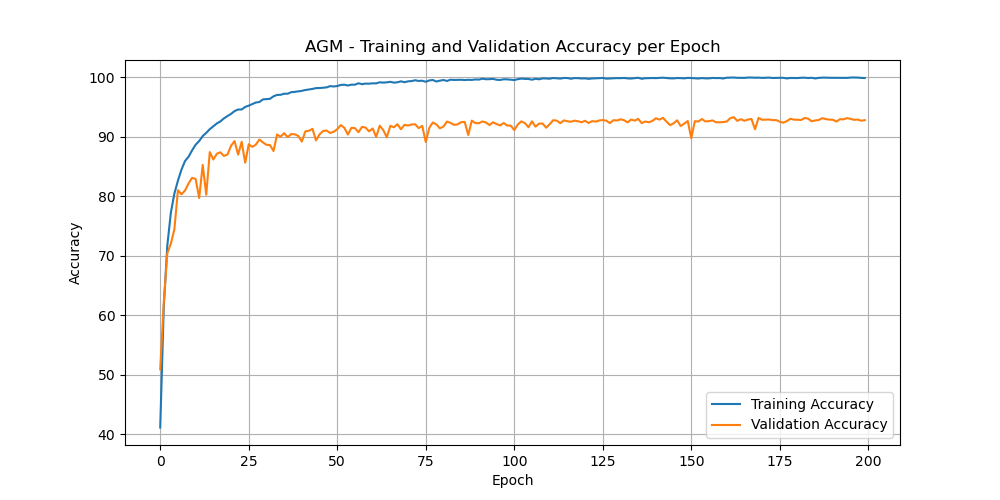 AGM - Training and Validation Accuracy per Epoch
100
90
80
70
60
50
40
Accuracy
0 25 50 75 100 125 150 175 200
Epoch
Training Accuracy
Validation Accuracy